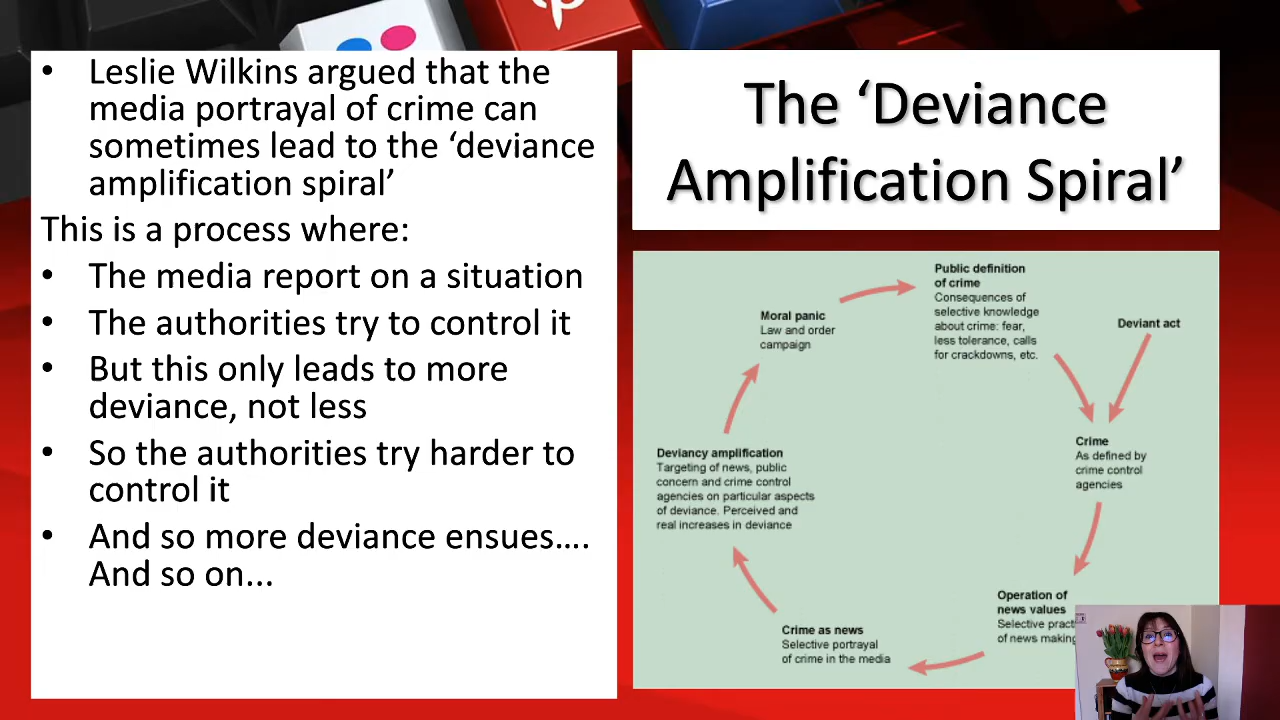 • Leslie Wilkins argued that the
media portrayal of crime can
sometimes lead to the ‘deviance
amplification spiral’
This is a process where:
• The media report on a situation
• The authorities try to control it
• But this only leads to more
deviance, not less
• So the authorities try harder to
control it
• And so more deviance ensues….
And so on...
The ‘Deviance
Amplification Spiral’
Public definition
of crime
Consequences of
selective knowledge
about crime: fear,
less tolerance, calls
for crackdowns, etc.
Deviant act
Crime
As defined by
crime control
agencies
Operation of
news values
Selective pract
of news making
Crime as news
Selective portrayal
of crime in the media
Deviancy amplification
Targeting of news, public
concern and crime control
agencies on particular aspects
of deviance. Perceived and
real increases in deviance
Moral panic
Law and order
campaign